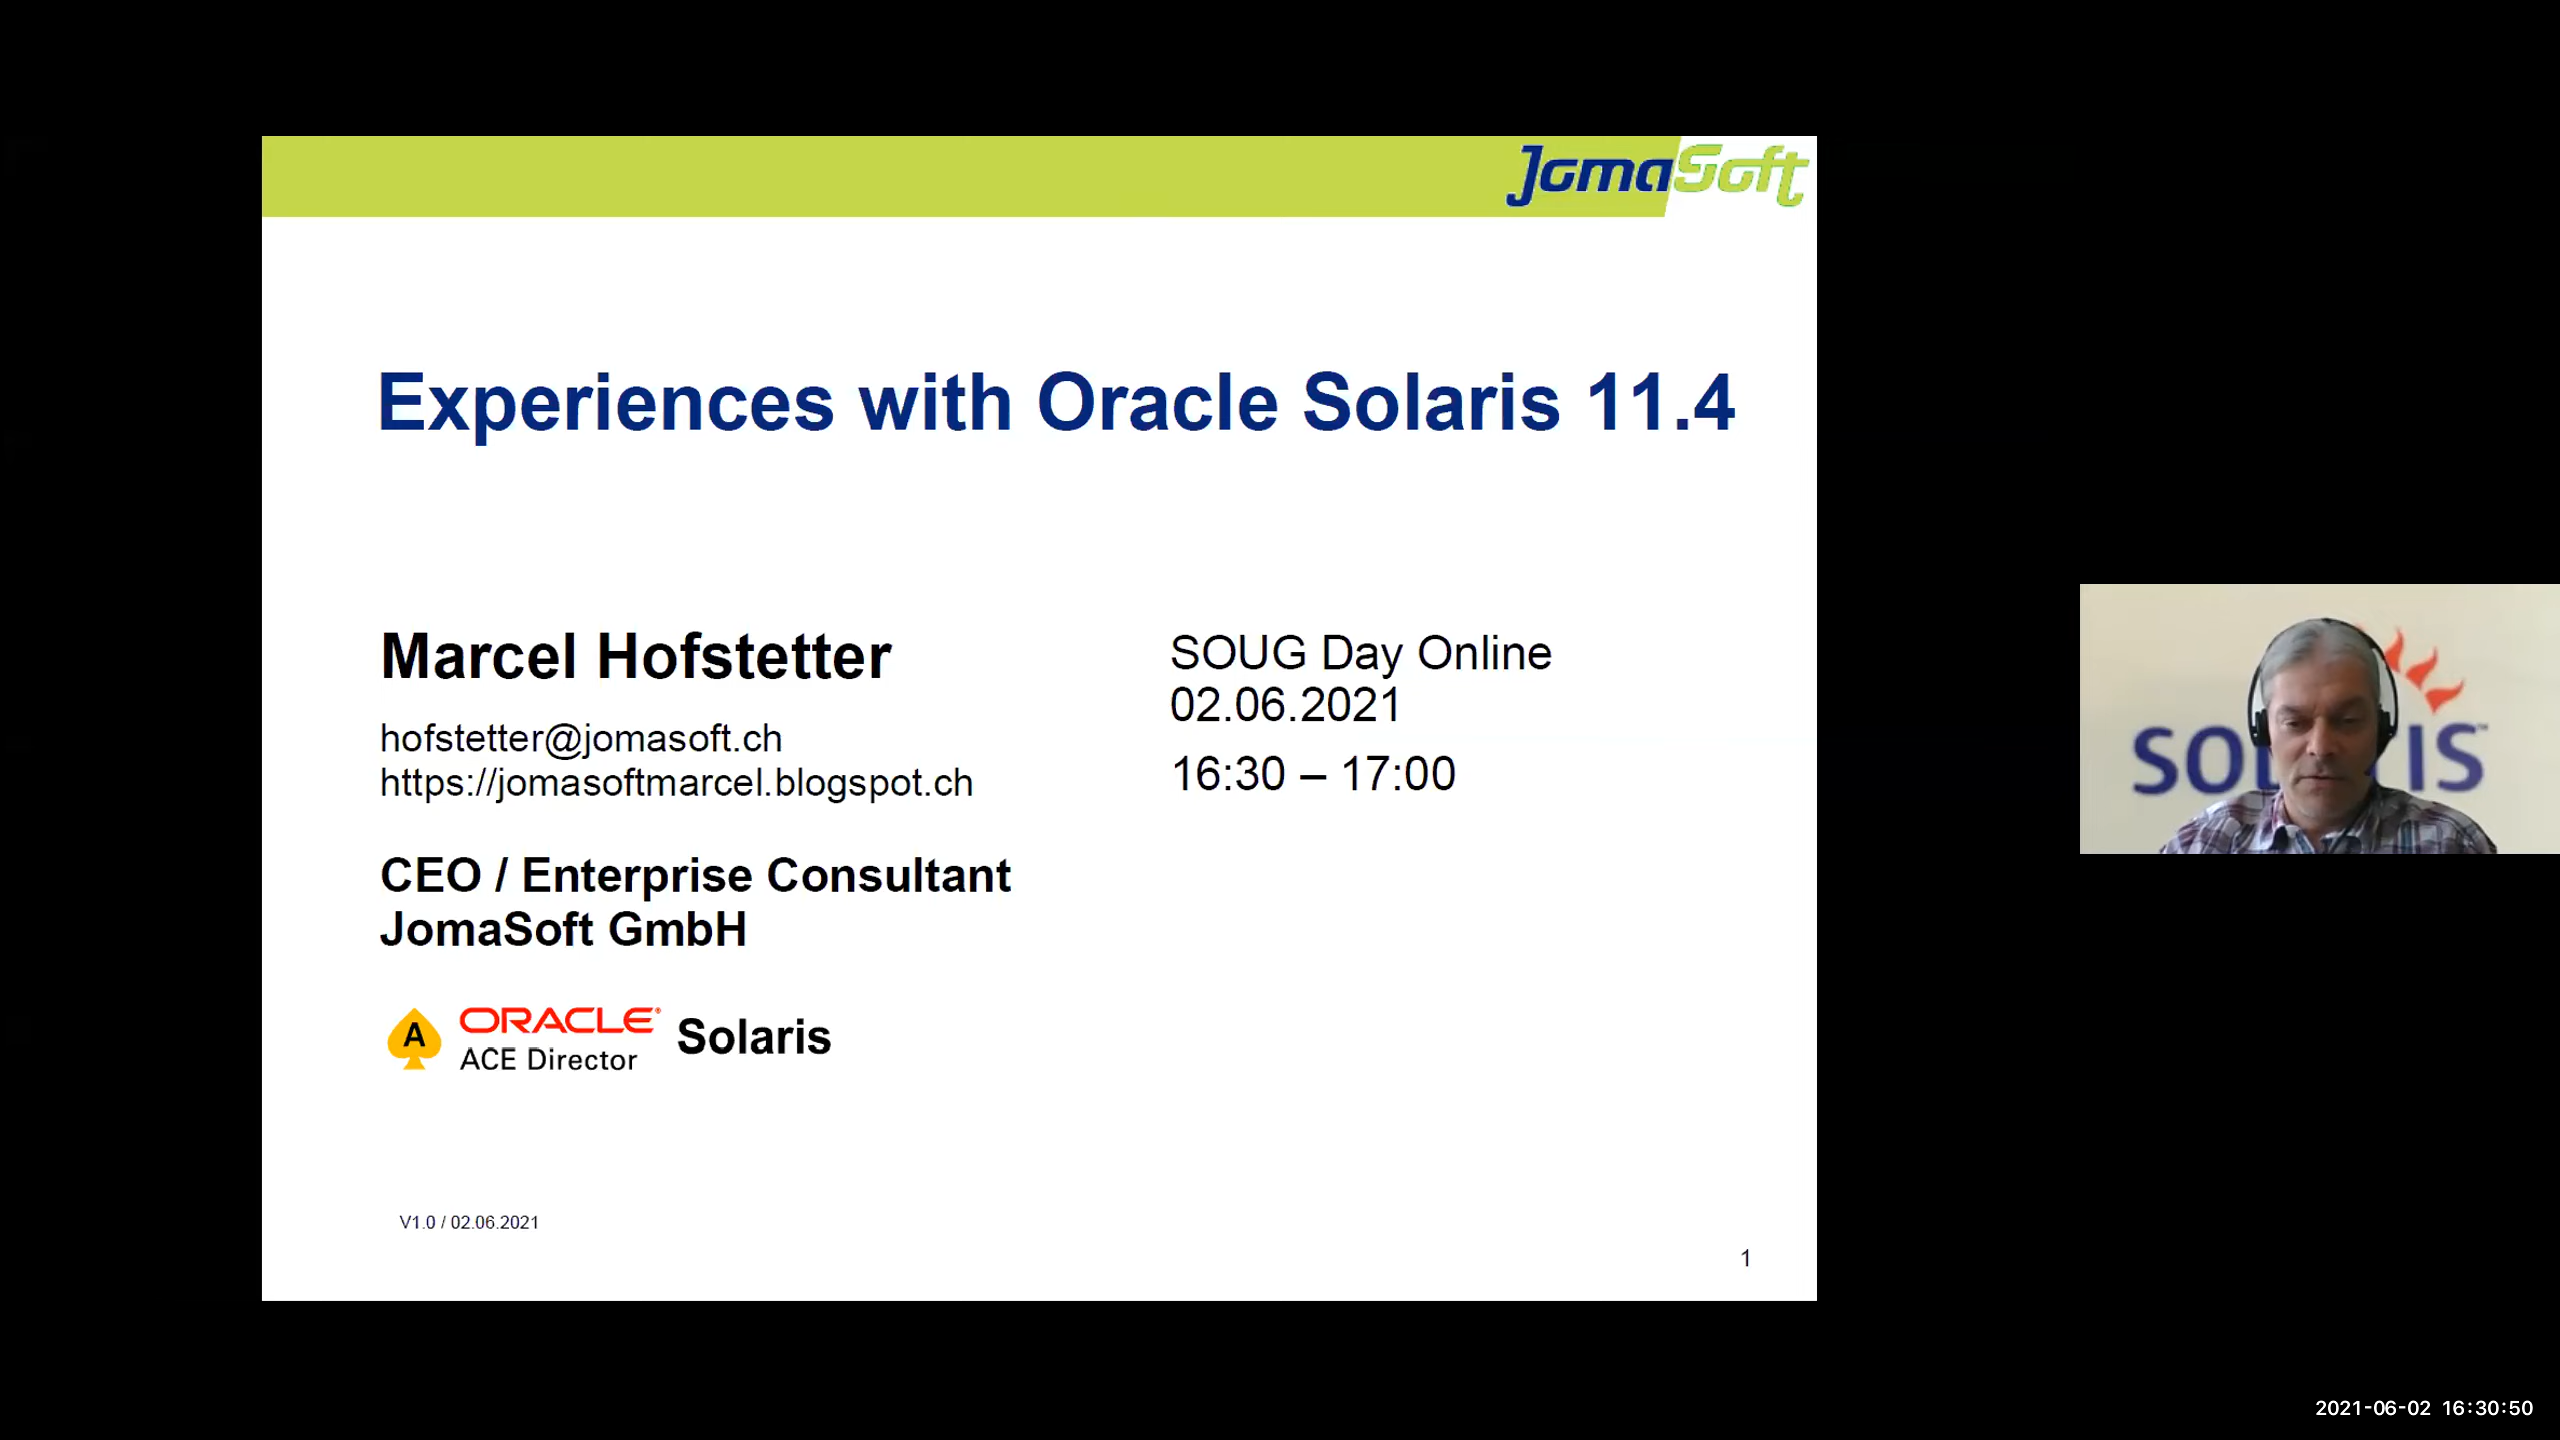 JomaSoft
Experiences with Oracle Solaris 11.4
Marcel Hofstetter
hofstetter@jomasoft.ch
https://jomasoftmarcel.blogspot.ch
SOUG Day Online
02.06.2021
16:30 – 17:00
CEO / Enterprise Consultant
JomaSoft GmbH
A
ORACLE®
ACE Director
Solaris
V1.0 / 02.06.2021
1
SOL IS™
2021-06-02 16:30:50